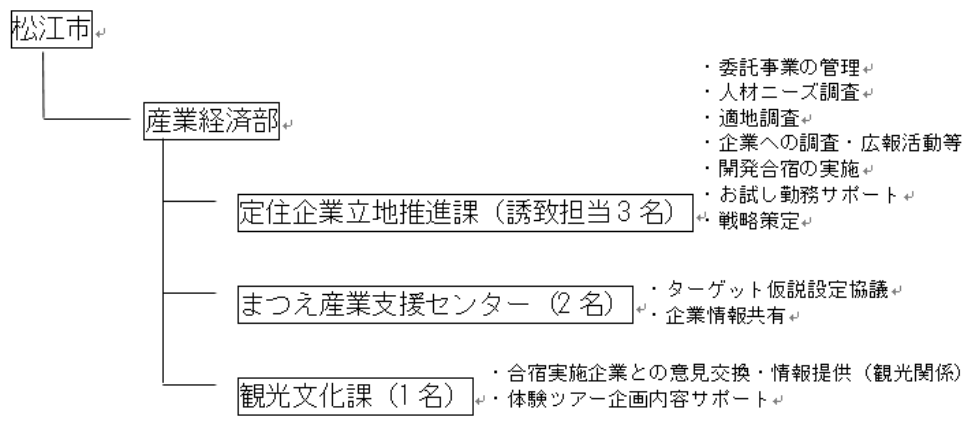 松江市
産業経済部
・委託事業の管理
・人材ニーズ調査
・適地調査
・企業への調査・広報活動等
・開発合宿の実施
・お試し勤務サポート
・戦略策定
定住企業立地推進課（誘致担当3名）
まつえ産業支援センター（2名）
・ターゲット仮説設定協議
・企業情報共有
観光文化課（1名）
・合宿実施企業との意見交換・情報提供（観光関係）
・体験ツアー企画内容サポート